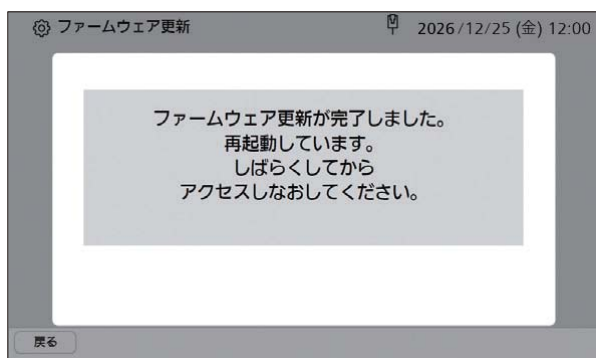 ファームウェア更新
2026/12/25 (金) 12:00
ファームウェア更新が完了しました。
再起動しています。
しばらくしてから
アクセスしなおしてください。
戻る